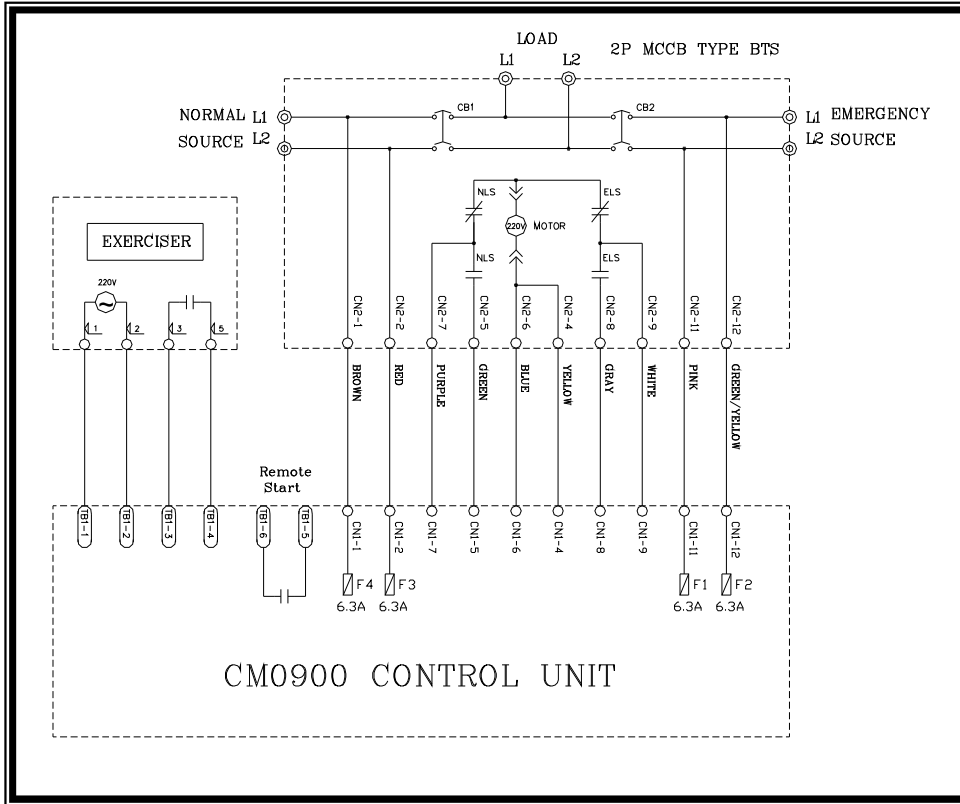 LOAD
2P MCCB TYPE BTS
L1 L2
NORMAL L1
CB1
CB2
L1 EMERGENCY
SOURCE L2
L2 SOURCE
NLS
ELS
220V MOTOR
NLS
ELS
EXERCISER
220V
~
1 2 3 5
CN2-1 CN2-2 CN2-7 CN2-5 CN2-6 CN2-4 CN2-8 CN2-9 CN2-11 CN2-12
BROWN RED PURPLE GREEN BLUE YELLOW GRAY WHITE PINK GREEN/YELLOW
Remote
Start
TB1-1 TB1-2 TB1-3 TB1-4 TB1-6 TB1-5
CN1-1 CN1-2 CN1-7 CN1-5 CN1-6 CN1-4 CN1-8 CN1-9 CN1-11 CN1-12
F4 F3 F1 F2
6.3A 6.3A 6.3A 6.3A
CM0900 CONTROL UNIT